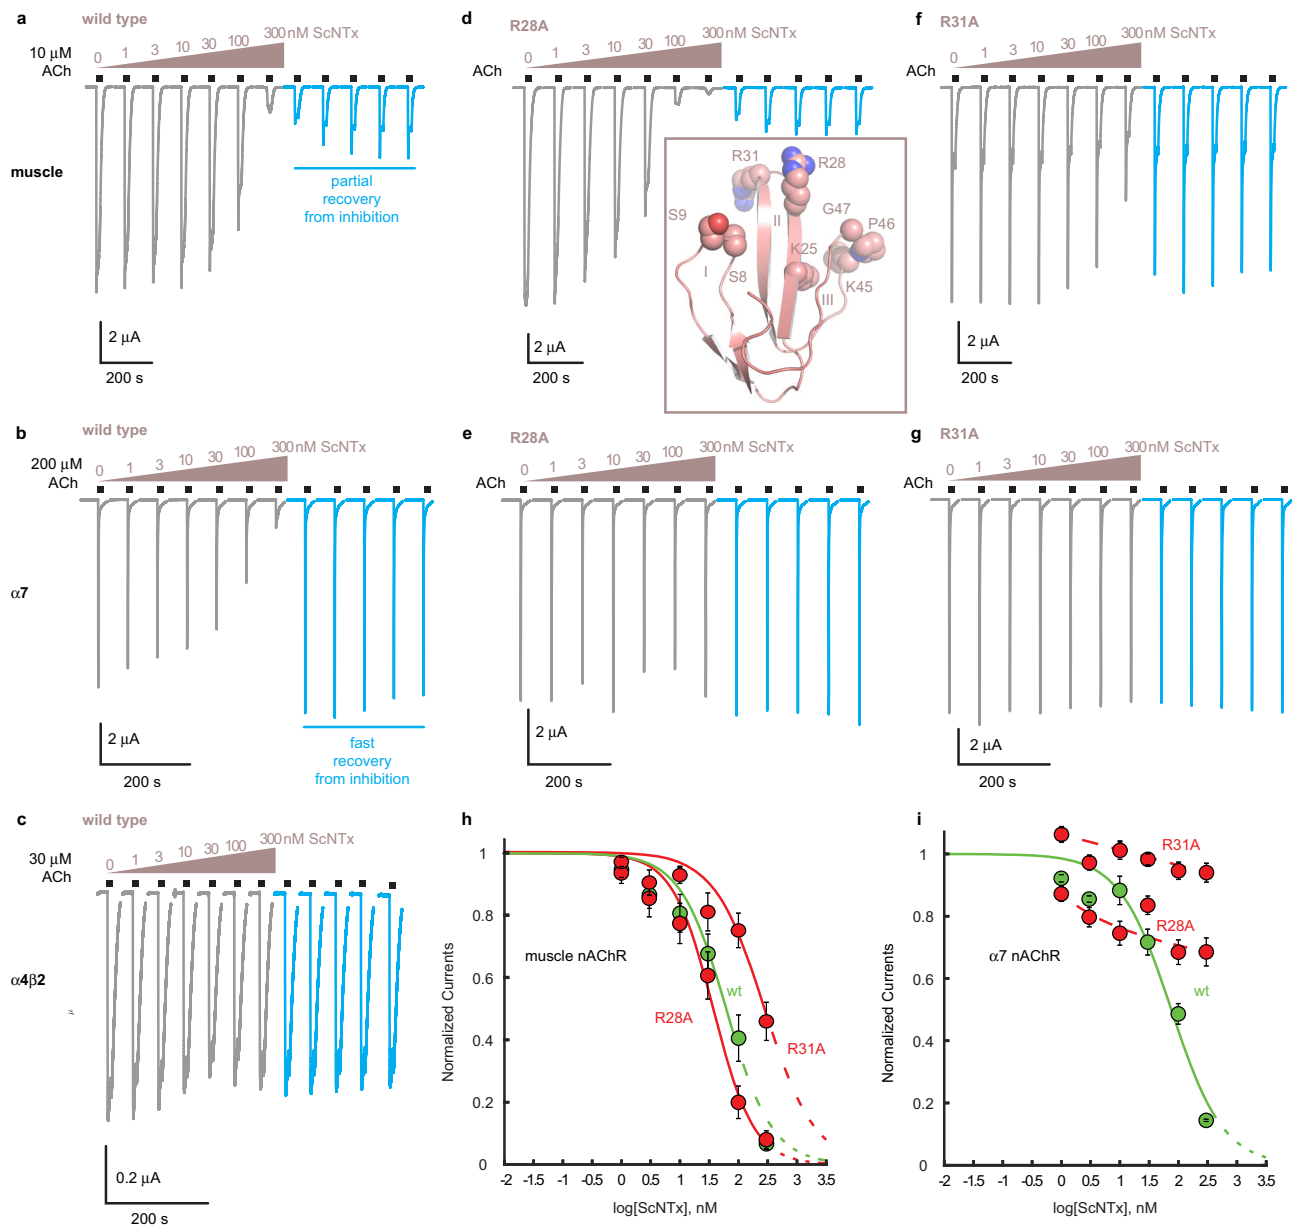 a
wild type
0 1 3 10 30 100 300 nM ScNTx
10 µM
ACh
muscle
partial
recovery
from inhibition
2 µA
200 s
d
R28A
0 1 3 10 30 100 300 nM ScNTx
ACh
2 µA
200 s
R31
R28
S9
G47
P46
II
K25
I
S8
III
K45
f
R31A
0 1 3 10 30 100 300 nM ScNTx
ACh
2 µA
200 s
b
wild type
0 1 3 10 30 100 300 nM ScNTx
200 µM
ACh
α7
fast
recovery
from inhibition
2 µA
200 s
e
R28A
0 1 3 10 30 100 300 nM ScNTx
ACh
2 µA
200 s
g
R31A
0 1 3 10 30 100 300 nM ScNTx
ACh
2 µA
200 s
c
wild type
0 1 3 10 30 100 300 nM ScNTx
30 µM
ACh
α4β2
µ
0.2 µA
200 s
h
1
0.8
0.6
0.4
0.2
0
Normalized Currents
muscle nAChR
wt
R28A
R31A
-2 -1.5 -1 -0.5 0 0.5 1 1.5 2 2.5 3 3.5
log[ScNTx], nM
i
1
0.8
0.6
0.4
0.2
0
Normalized Currents
R31A
R28A
α7 nAChR
wt
-2 -1.5 -1 -0.5 0 0.5 1 1.5 2 2.5 3 3.5
log[ScNTx], nM